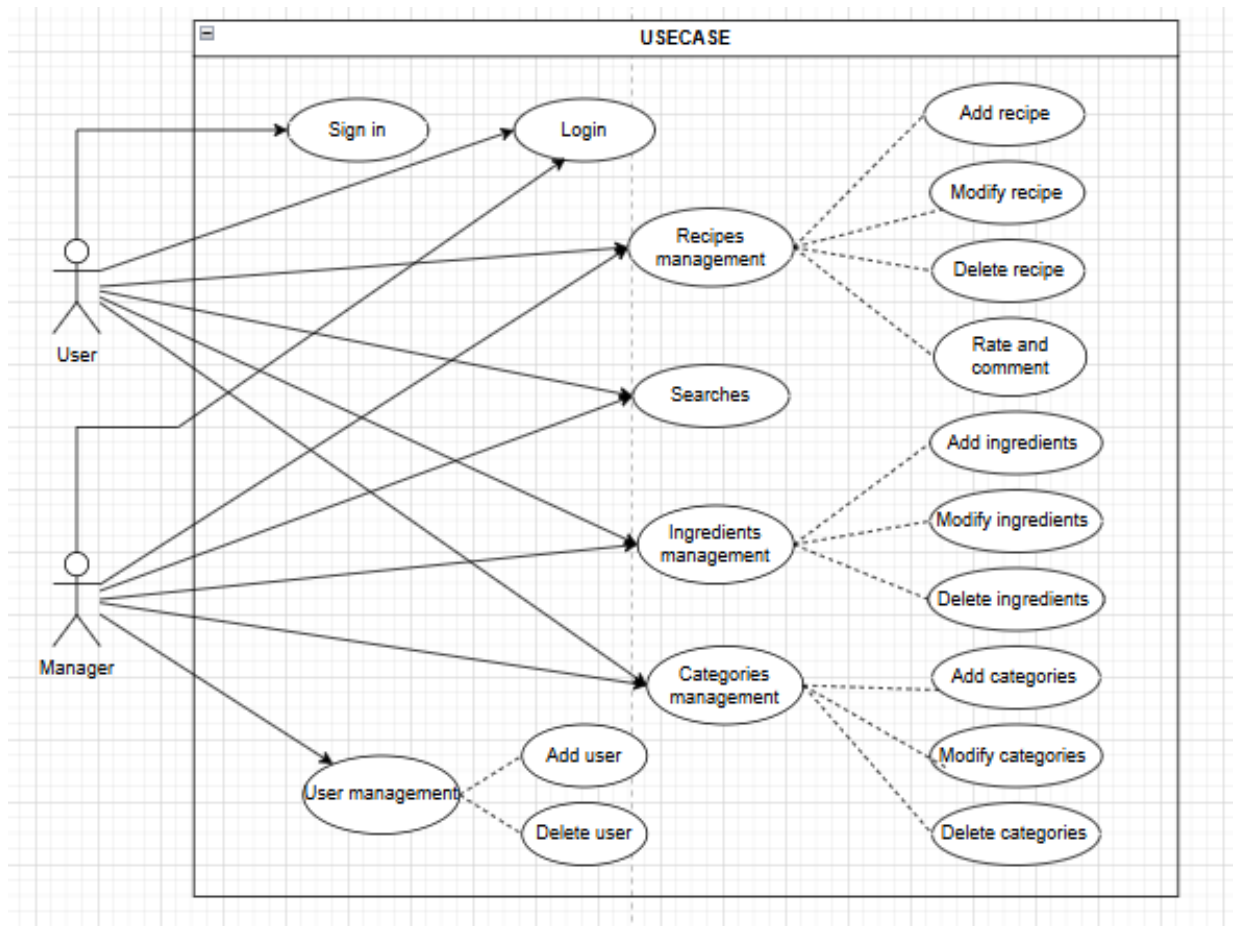 USECASE
Sign in
Login
Add recipe
Modify recipe
Recipes
management
Delete recipe
User
Rate and
comment
Searches
Add ingredients
Modify ingredients
Ingredients
management
Delete ingredients
Manager
Categories
management
Add categories
Add user
Modify categories
User management
Delete user
Delete categories